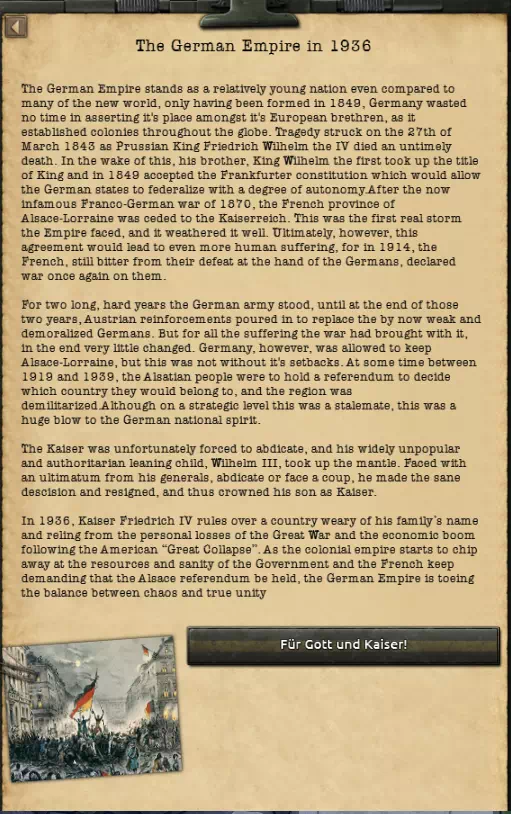 The German Empire in 1936
The German Empire stands as a relatively young nation even compared to
many of the new world, only having been formed in 1849, Germany wasted
no time in asserting it's place amongst it's European brethren, as it
established colonies throughout the globe. Tragedy struck on the 27th of
March 1843 as Prussian King Friedrich Wilhelm the IV died an untimely
death. In the wake of this, his brother, King Wilhelm the first took up the title
of King and in 1849 accepted the Frankfurter constitution which would allow
the German states to federalize with a degree of autonomy.After the now
infamous Franco-German war of 1870, the French province of
Alsace-Lorraine was ceded to the Kaiserreich. This was the first real storm
the Empire faced, and it weathered it well. Ultimately, however, this
agreement would lead to even more human suffering, for in 1914, the
French, still bitter from their defeat at the hand of the Germans, declared
war once again on them.
For two long, hard years the German army stood, until at the end of those
two years, Austrian reinforcements poured in to replace the by now weak and
demoralized Germans. But for all the suffering the war had brought with it,
in the end very little changed. Germany, however, was allowed to keep
Alsace-Lorraine, but this was not without it's setbacks. At some time between
1919 and 1939, the Alsatian people were to hold a referendum to decide
which country they would belong to, and the region was
demilitarized.Although on a strategic level this was a stalemate, this was a
huge blow to the German national spirit.
The Kaiser was unfortunately forced to abdicate, and his widely unpopular
and authoritarian leaning child, Wilhelm III, took up the mantle. Faced with
an ultimatum from his generals, abdicate or face a coup, he made the sane
descision and resigned, and thus crowned his son as Kaiser.
In 1936, Kaiser Friedrich IV rules over a country weary of his family's name
and reling from the personal losses of the Great War and the economic boom
following the American “Great Collapse”. As the colonial empire starts to chip
away at the resources and sanity of the Government and the French keep
demanding that the Alsace referendum be held, the German Empire is toeing
the balance between chaos and true unity
Für Gott und Kaiser!